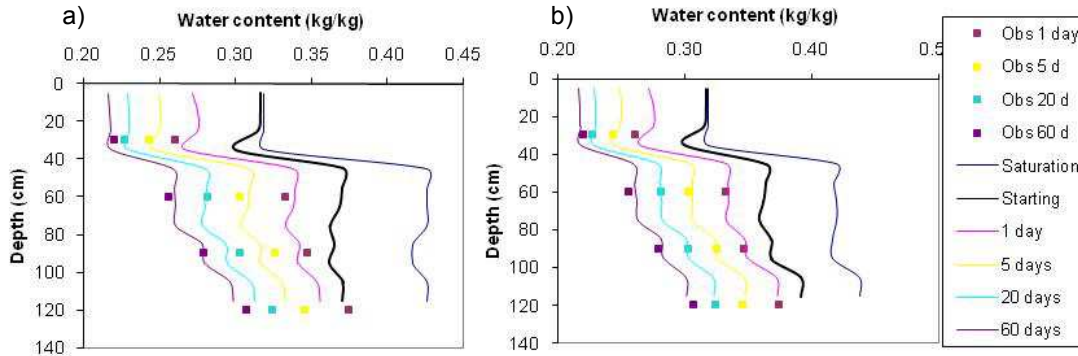 a)
Water content (kg/kg)
0.20 0.25 0.30 0.35 0.40 0.45
0
20
40
60
80
100
120
140
Depth (cm)
b)
Water content (kg/kg)
0.20 0.30 0.40 0.5
0
20
40
60
80
100
120
140
Depth (cm)
Obs 1 day
Obs 5 d
Obs 20 d
Obs 60 d
Saturation
Starting
1 day
5 days
20 days
60 days